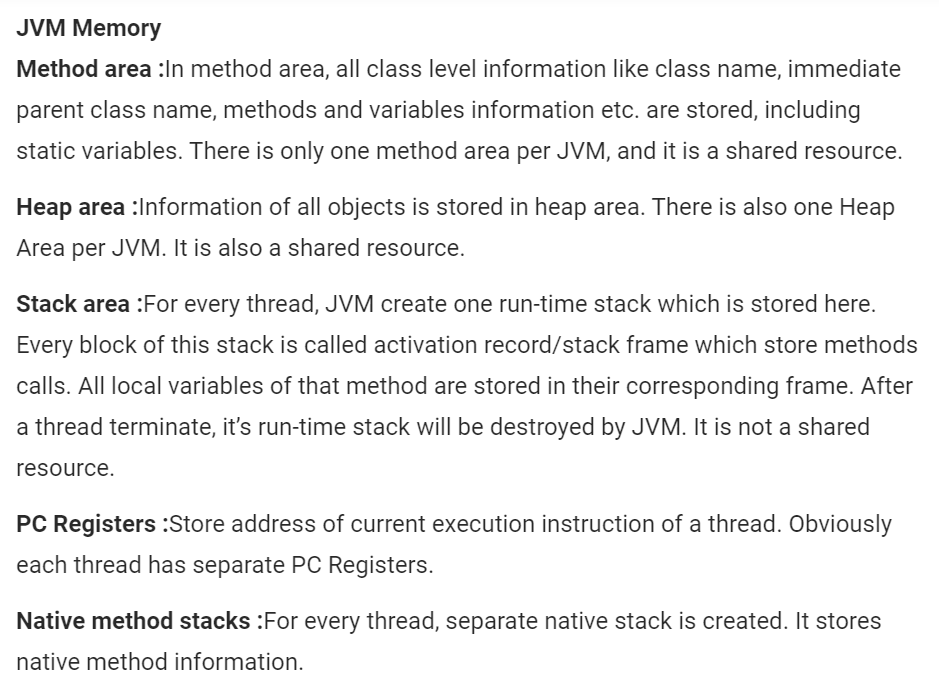 JVM Memory
Method area :In method area, all class level information like class name, immediate
parent class name, methods and variables information etc. are stored, including
static variables. There is only one method area per JVM, and it is a shared resource.
Heap area :Information of all objects is stored in heap area. There is also one Heap
Area per JVM. It is also a shared resource.
Stack area :For every thread, JVM create one run-time stack which is stored here.
Every block of this stack is called activation record/stack frame which store methods
calls. All local variables of that method are stored in their corresponding frame. After
a thread terminate, it’s run-time stack will be destroyed by JVM. It is not a shared
resource.
PC Registers :Store address of current execution instruction of a thread. Obviously
each thread has separate PC Registers.
Native method stacks :For every thread, separate native stack is created. It stores
native method information.